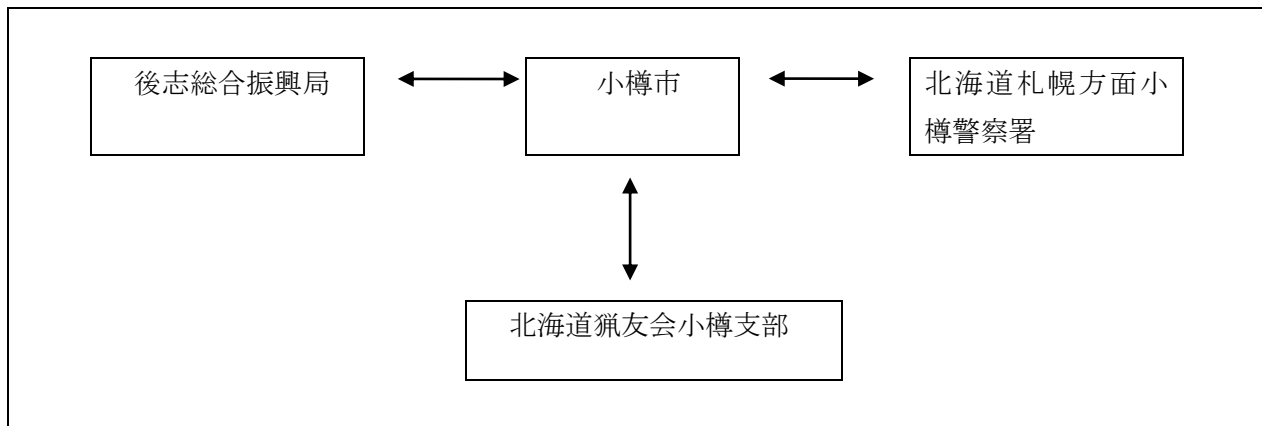 後志総合振興局
小樽市
北海道札幌方面小
樽警察署
北海道猟友会小樽支部